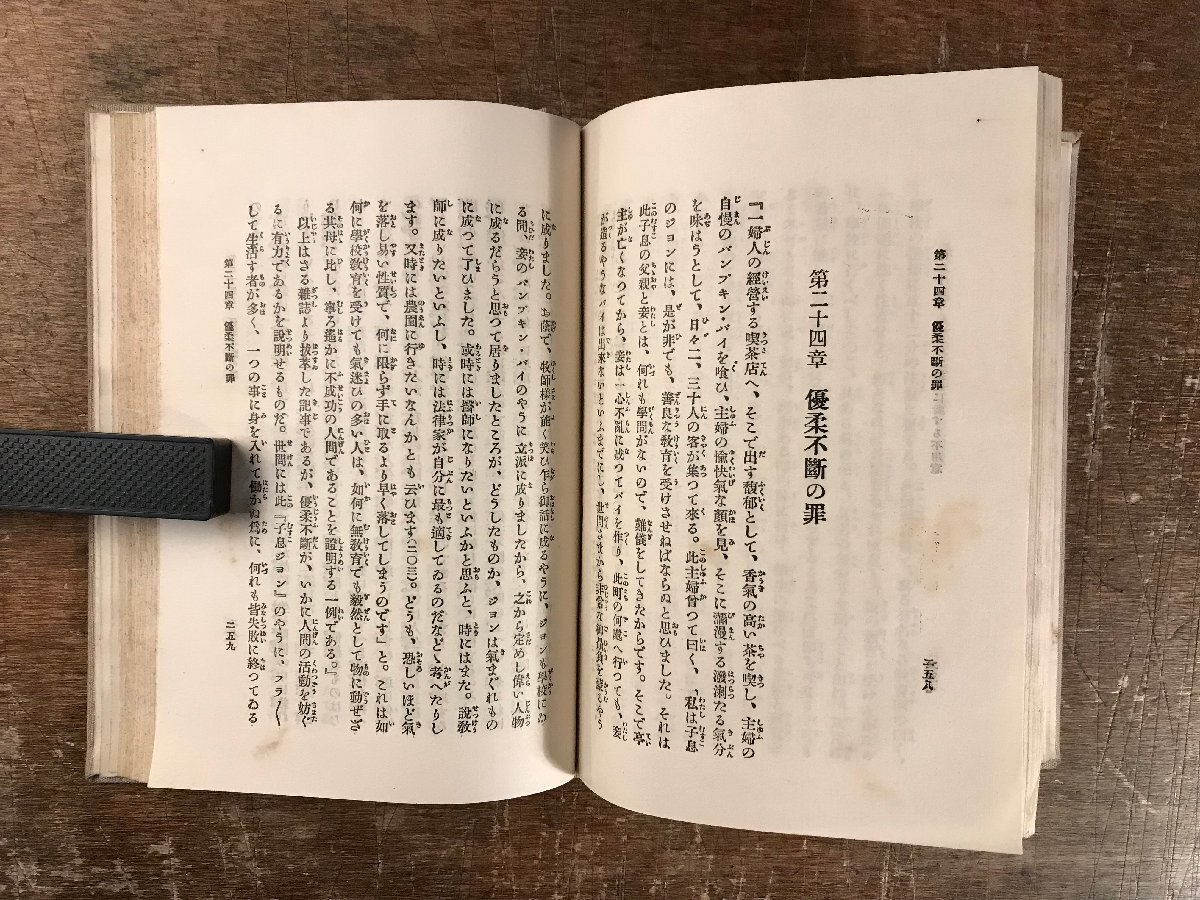 第二十四章 優柔不斷の罪
二五八
第二十四章 優柔不斷の罪
『一婦人の經營する喫茶店へ、そこで出す馥郁として、香氣の高い茶を喫し、主婦の
自慢のパンプキン・パイを喰ひ、主婦の愉快氣な顏を見、そこに瀰漫する潑溂たる氣分
を味はうとして、日々二、三十人の客が集つて來る。此主婦曾つて曰く、「私は子息
のジョンには、是が非でも、善良な敎育を受けさせねばならぬと思ひました。それは
此子息の父親と妾とは、何れも學問がないので、難儀をしてきたからです。そこで亭
主が亡くなつてから、妾は一心不亂に成つてパイを作り、此町の何處へ行つても、妾
に成りました。お蔭で、牧師樣が能く笑ひ乍ら御話に成るやうに、ジョンも學校にゐ
る間、妾のパンプキン・パイのやうに立派に成りましたから、之から定めし偉い人物
に成るだらうと思つて居りましたところが、どうしたものか、ジョンは氣まぐれもの
に成つて了ひました。或時には醫師になりたいといふかと思ふと、時にはまた。說敎
師に成りたいといふし、時には法律家が自分に最も適してゐるのだなどゝ考へたりし
ます。又時には農園に行きたいなんかとも云ひます(二〇三)。どうも、恐しいほど氣
を落し易い性質で、何に限らず手に取るより早く落してしまうのです」と。これは如
何に學校敎育を受けても氣迷ひの多い人は、如何に無敎育でも毅然として物に動ぜざ
る其母に比し、寧ろ遙かに不成功の人間であることを證明する一例である。』
以上はさる雜誌より拔萃した記事であるが、優柔不斷が、いかに人間の活動を妨ぐ
るに有力であるかを說明せるものだ。世間には此『子息ジョン』のやうに、フラ〱
して生活す者が多く、一つの事に身を入れて働かぬ爲に、何れも皆失敗に終つてゐる
第二十四章 優柔不斷の罪
二五九